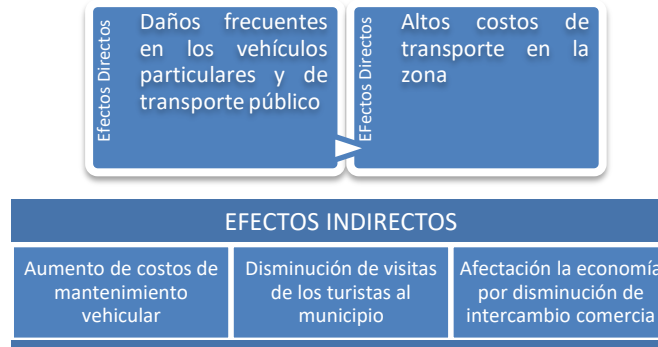 Efectos Directos
Daños frecuentes
en los vehículos
particulares y de
transporte público
EFectos Directos
Altos costos de
transporte en la
zona
EFECTOS INDIRECTOS
Aumento de costos de
mantenimiento
vehicular
Disminución de visitas
de los turistas al
municipio
Afectación la economía
por disminución de
intercambio comercia